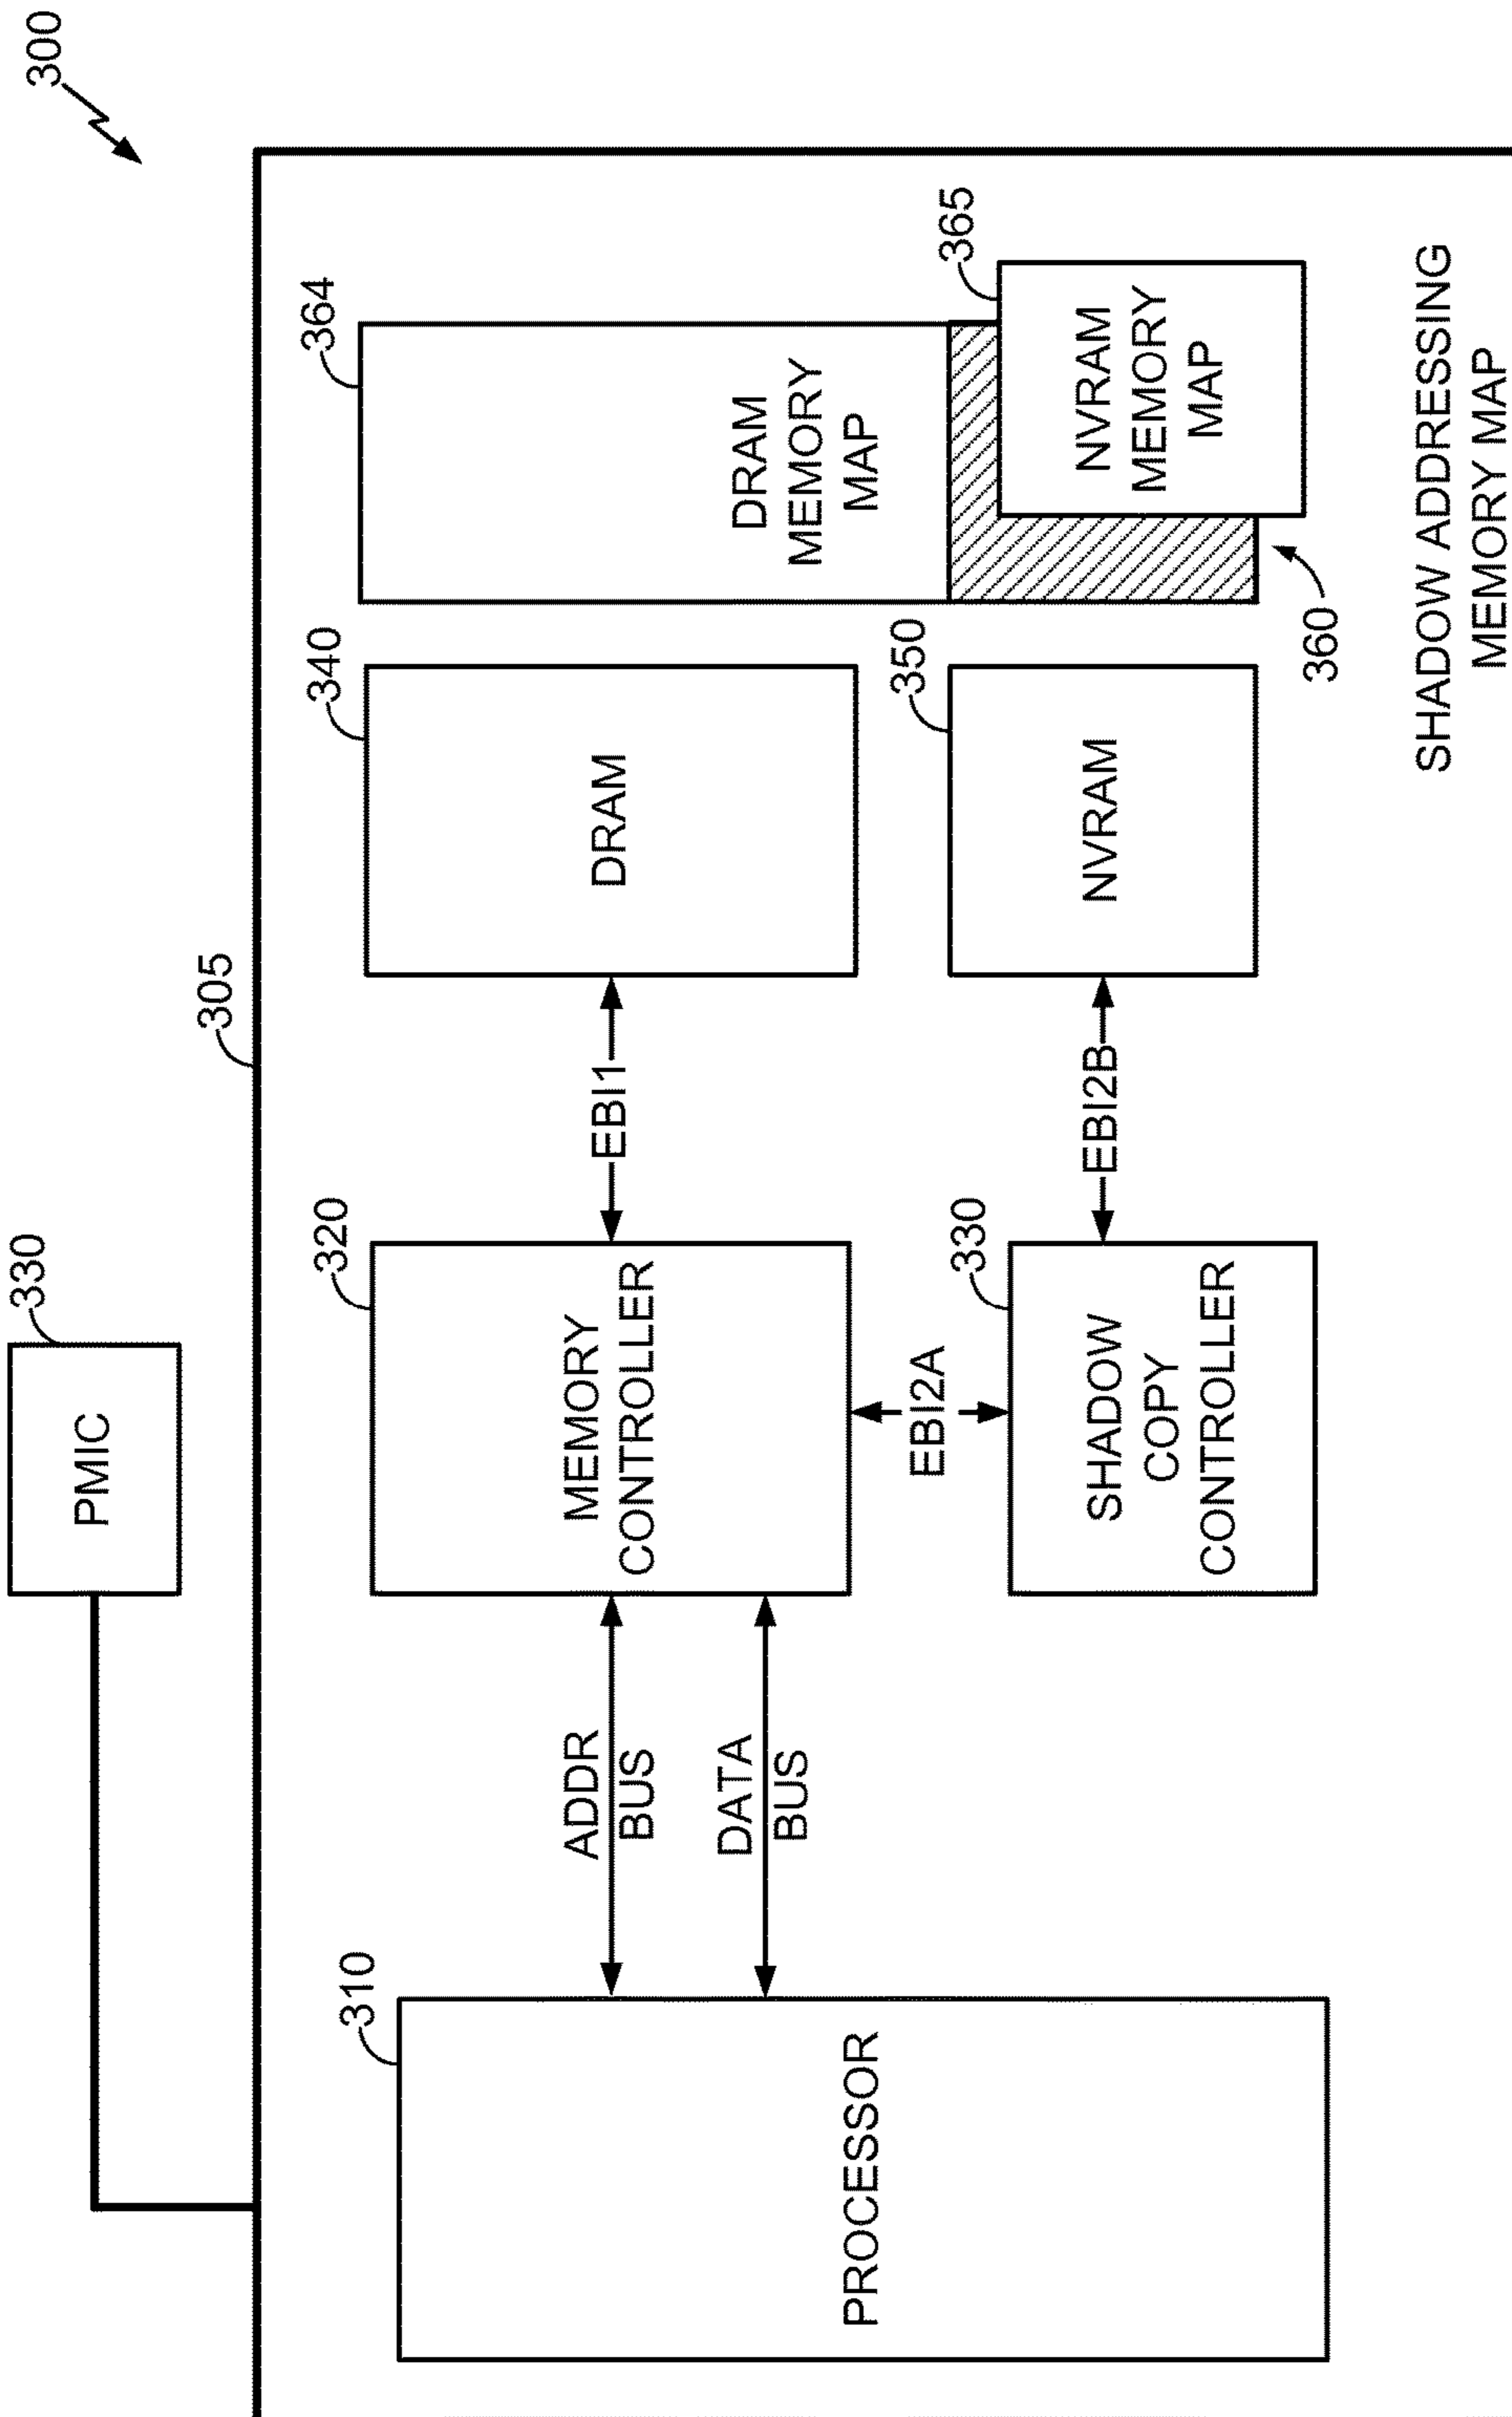 300
PMIC
330
305
310
PROCESSOR
ADDR
BUS
DATA
BUS
320
MEMORY
CONTROLLER
EBI1
340
DRAM
364
DRAM
MEMORY
MAP
EBI2A
330
SHADOW
COPY
CONTROLLER
EBI2B
350
NVRAM
365
NVRAM
MEMORY
MAP
360
SHADOW ADDRESSING
MEMORY MAP